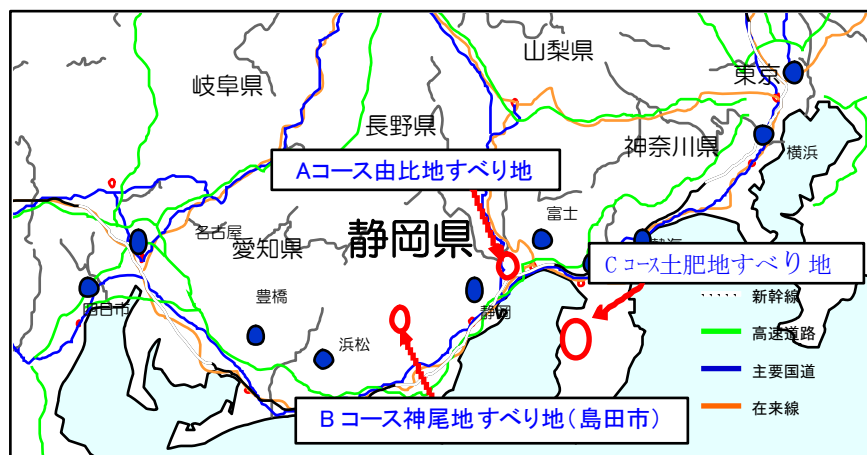 山梨県
東京
岐阜県
長野県
神奈川県
横浜
Aコース由比地すべり地
富士
静岡県
名古屋
愛知県
Cコース土肥地すべり地
新幹線
四日市
豊橋
静岡
高速道路
浜松
主要国道
Bコース神尾地すべり地(島田市)
在来線